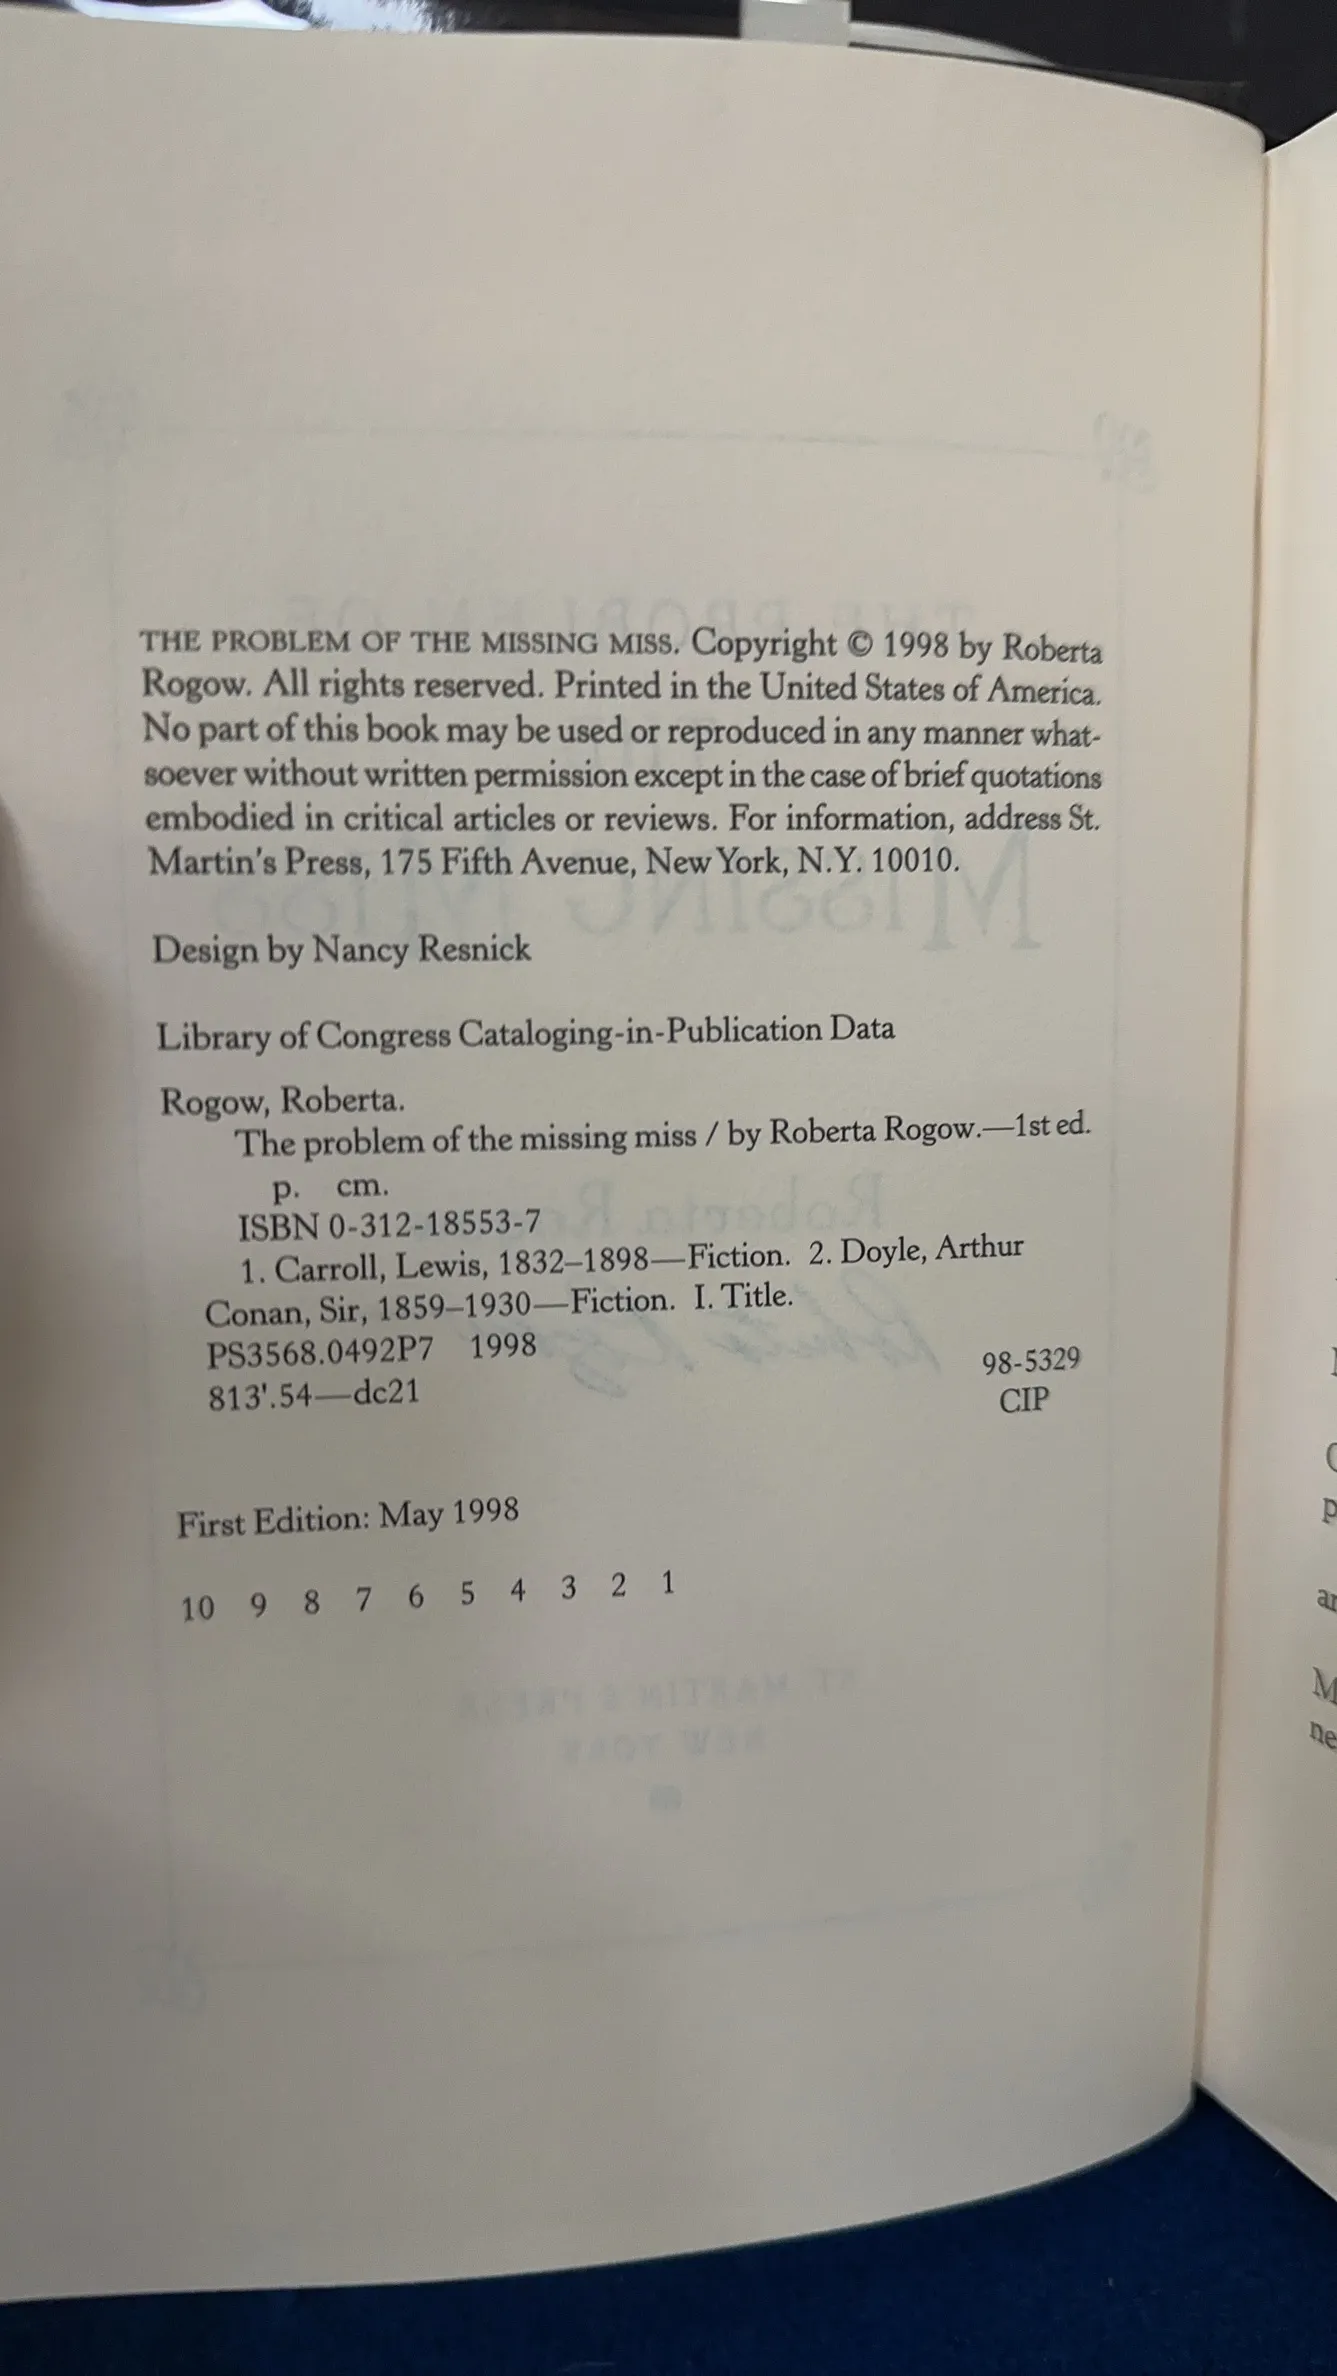 THE PROBLEM OF THE MISSING MISS. Copyright © 1998 by Roberta
Rogow. All rights reserved. Printed in the United States of America.
No part of this book may be used or reproduced in any manner what-
soever without written permission except in the case of brief quotations
embodied in critical articles or reviews. For information, address St.
Martin's Press, 175 Fifth Avenue, New York, N.Y. 10010.
Design by Nancy Resnick
Library of Congress Cataloging-in-Publication Data
Rogow, Roberta.
The problem of the missing miss / by Roberta Rogow.—1st ed.
p. cm.
ISBN 0-312-18553-7
1. Carroll, Lewis, 1832–1898—Fiction. 2. Doyle, Arthur
Conan, Sir, 1859–1930—Fiction. I. Title.
PS3568.0492P7 1998
813'.54—dc21
98-5329
CIP
First Edition: May 1998
10 9 8 7 6 5 4 3 2 1